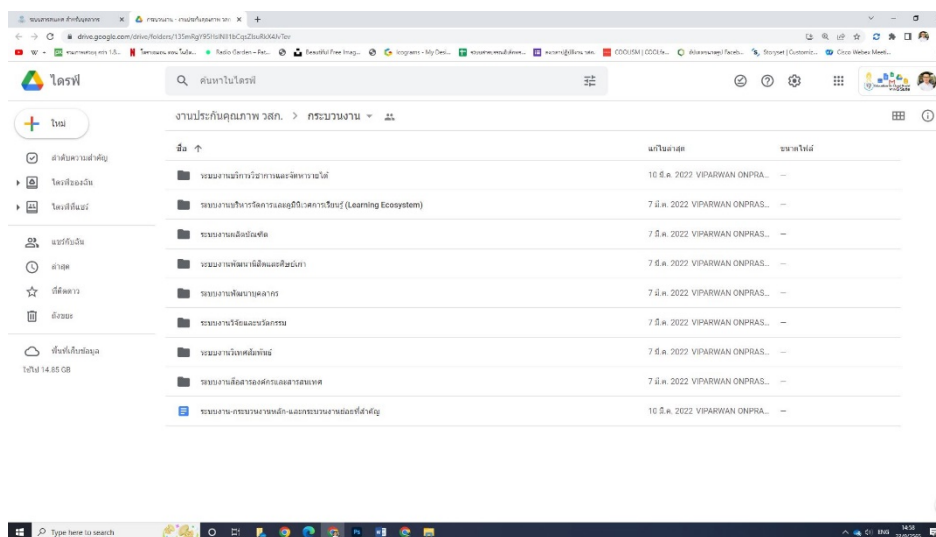 drive.google.com/drive/folders/
ไดรฟ์
ค้นหาในไดรฟ์
ใหม่
ลำดับความสำคัญ
ไดรฟ์ของฉัน
ไดรฟ์ที่แชร์
แชร์กับฉัน
ล่าสุด
ที่ติดดาว
ถังขยะ
พื้นที่เก็บข้อมูล
ใช้ไป 14.85 GB
งานประกันคุณภาพ วสก. > กระบวนงาน
ชื่อ แก้ไขล่าสุด ขนาดไฟล์
ระบบงานบริการวิชาการและจัดหารายได้ 10 มี.ค. 2022 VIPARWAN ONPRA... —
ระบบงานบริหารจัดการและภูมินิเวศการเรียนรู้ (Learning Ecosystem) 7 มี.ค. 2022 VIPARWAN ONPRAS... —
ระบบงานผลิตบัณฑิต 7 มี.ค. 2022 VIPARWAN ONPRAS... —
ระบบงานพัฒนานิสิตและศิษย์เก่า 7 มี.ค. 2022 VIPARWAN ONPRAS... —
ระบบงานพัฒนาบุคลากร 7 มี.ค. 2022 VIPARWAN ONPRAS... —
ระบบงานวิจัยและนวัตกรรม 7 มี.ค. 2022 VIPARWAN ONPRAS... —
ระบบงานวิเทศสัมพันธ์ 7 มี.ค. 2022 VIPARWAN ONPRAS... —
ระบบงานสื่อสารองค์กรและสารสนเทศ 7 มี.ค. 2022 VIPARWAN ONPRAS... —
ระบบงาน-กระบวนงานหลัก-และกระบวนงานย่อยที่สำคัญ 10 มี.ค. 2022 VIPARWAN ONPRA... —
Type here to search
ENG
14:58